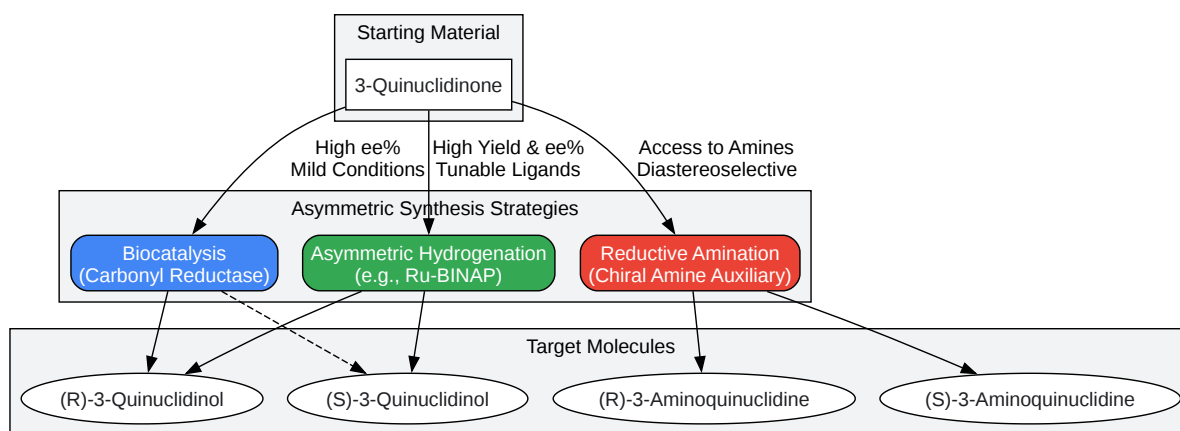 Starting Material
3-Quinuclidinone
High ee%
Mild Conditions
High Yield & ee%
Tunable Ligands
Access to Amines
Diastereoselective
Asymmetric Synthesis Strategies
Biocatalysis
(Carbonyl Reductase)
Asymmetric Hydrogenation
(e.g., Ru-BINAP)
Reductive Amination
(Chiral Amine Auxiliary)
Target Molecules
(R)-3-Quinuclidinol
(S)-3-Quinuclidinol
(R)-3-Aminoquinuclidine
(S)-3-Aminoquinuclidine